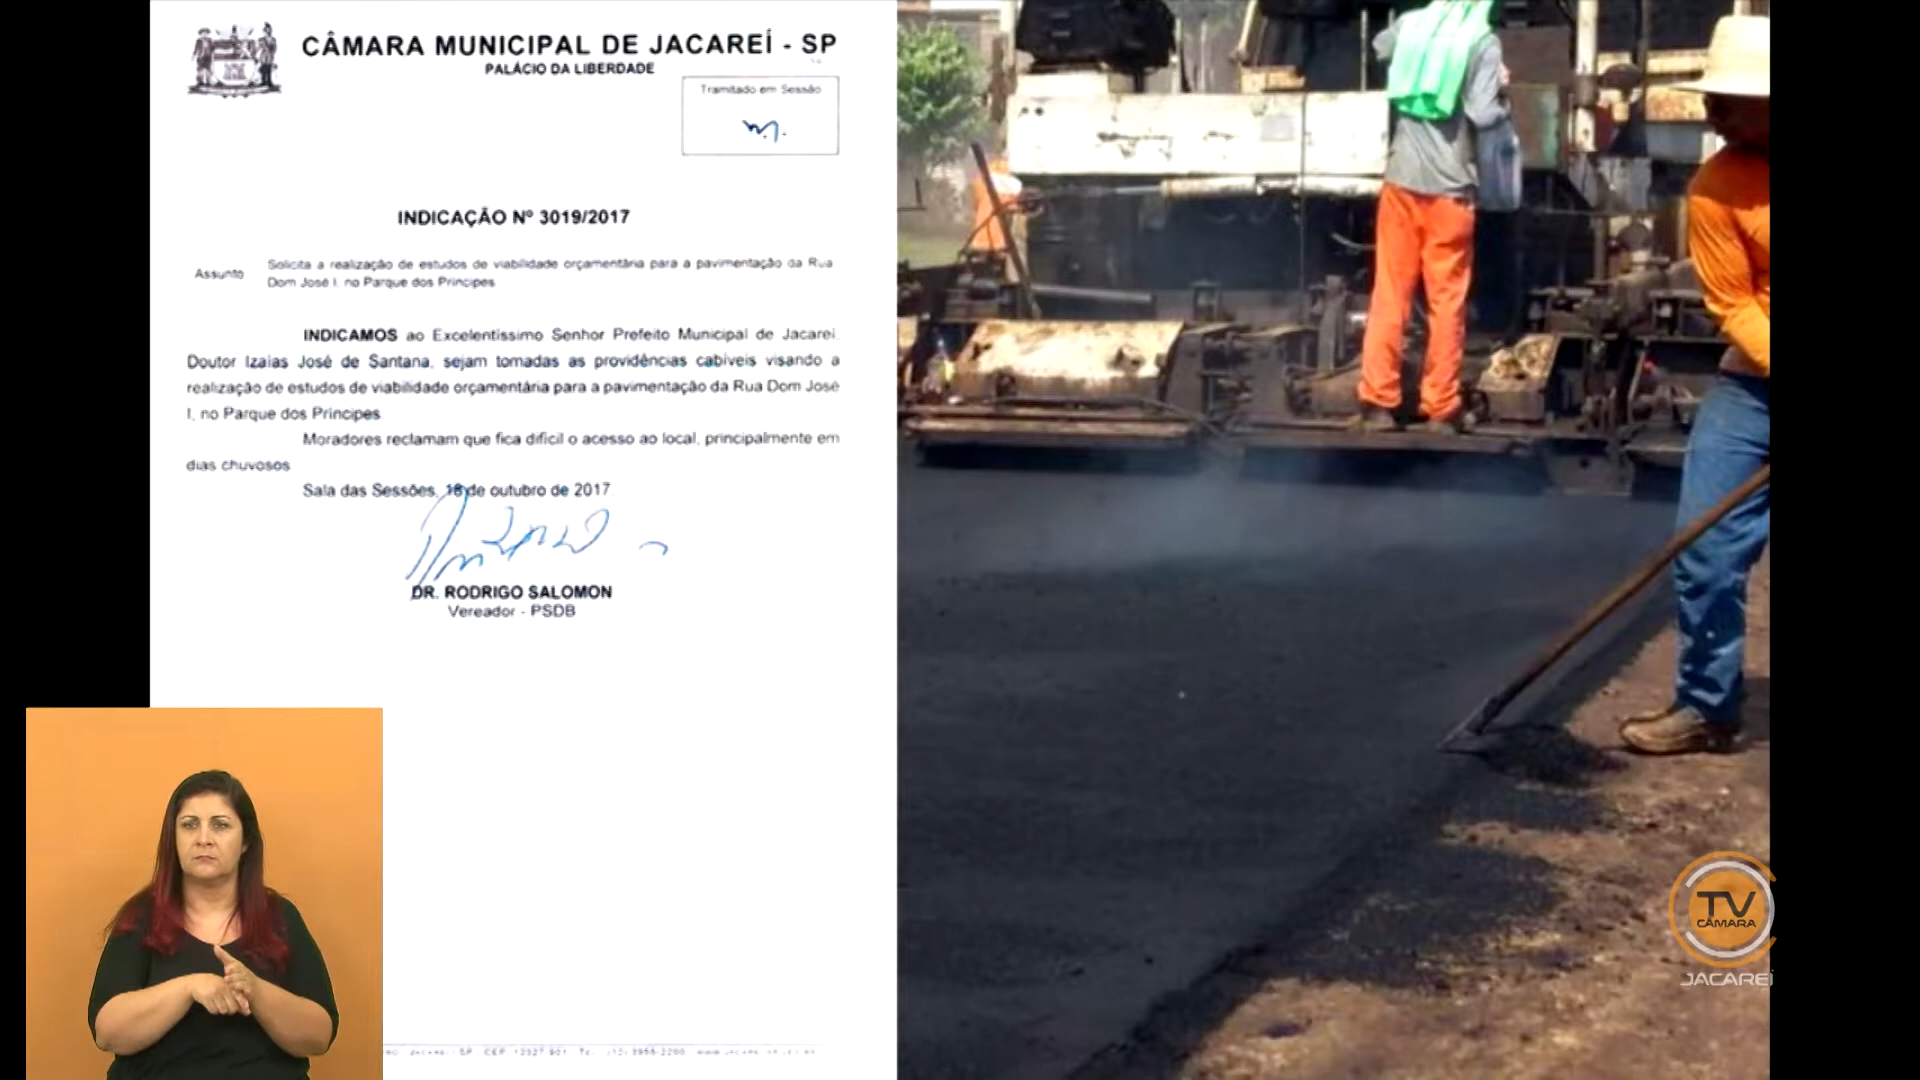 CÂMARA MUNICIPAL DE JACAREÍ - SP
PALÁCIO DA LIBERDADE
Tramitado em Sessão
INDICAÇÃO Nº 3019/2017
Assunto
Solicita a realização de estudos de viabilidade orçamentária para a pavimentação da Rua
Dom José I, no Parque dos Príncipes
INDICAMOS ao Excelentíssimo Senhor Prefeito Municipal de Jacareí,
Doutor Izaias José de Santana, sejam tomadas as providências cabíveis visando a
realização de estudos de viabilidade orçamentária para a pavimentação da Rua Dom José
I, no Parque dos Príncipes
Moradores reclamam que fica difícil o acesso ao local, principalmente em
dias chuvosos
Sala das Sessões, 18 de outubro de 2017
DR. RODRIGO SALOMON
Vereador - PSDB
JACAREÍ - SP CEP 12327-901
TV
CÂMARA
JACAREÍ